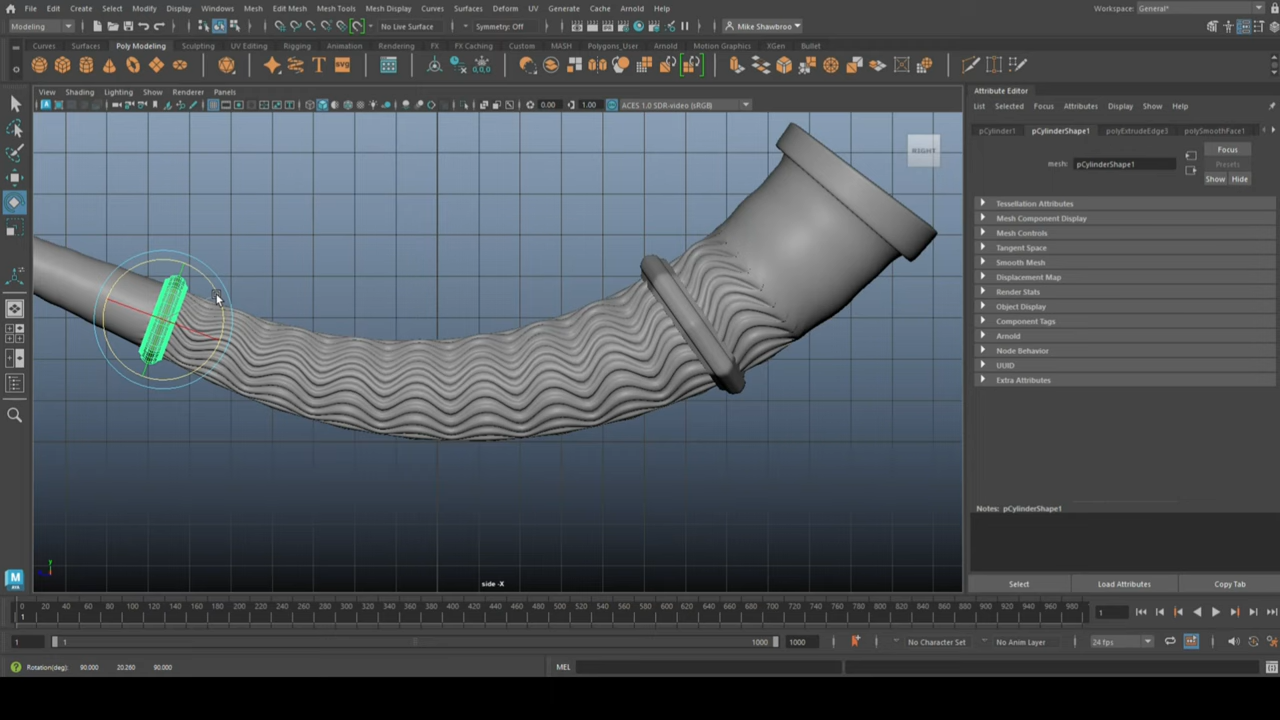 File Edit Create Select Modify Display Windows Mesh Edit Mesh Mesh Tools Mesh Display Curves Surfaces Deform UV Generate Cache Arnold Help Workspace: General*
Modeling No Live Surface Symmetry: Off Mike Shawbroo
Curves Surfaces Poly Modeling Sculpting UV Editing Rigging Animation Rendering FX FX Caching Custom MASH Polygons_User Arnold Motion Graphics XGen Bullet
View Shading Lighting Show Renderer Panels
0.00 1.00 ACES 1.0 SDR-video (sRGB)
RIGHT
side -X
y
Attribute Editor
List Selected Focus Attributes Display Show Help
pCylinder1 pCylinderShape1 polyExtrudeEdge3 polySmoothFace1
Focus
mesh: pCylinderShape1 Presets
Show Hide
Tessellation Attributes
Mesh Component Display
Mesh Controls
Tangent Space
Smooth Mesh
Displacement Map
Render Stats
Object Display
Component Tags
Arnold
Node Behavior
UUID
Extra Attributes
Notes: pCylinderShape1
Select Load Attributes Copy Tab
0 20 40 60 80 100 120 140 160 180 200 220 240 260 280 300 320 340 360 380 400 420 440 460 480 500 520 540 560 580 600 620 640 660 680 700 720 740 760 780 800 820 840 860 880 900 920 940 960 980
1 1
1 1 1000 1000 No Character Set No Anim Layer 24 fps
Rotation(deg): 90.000 20.260 90.000 MEL